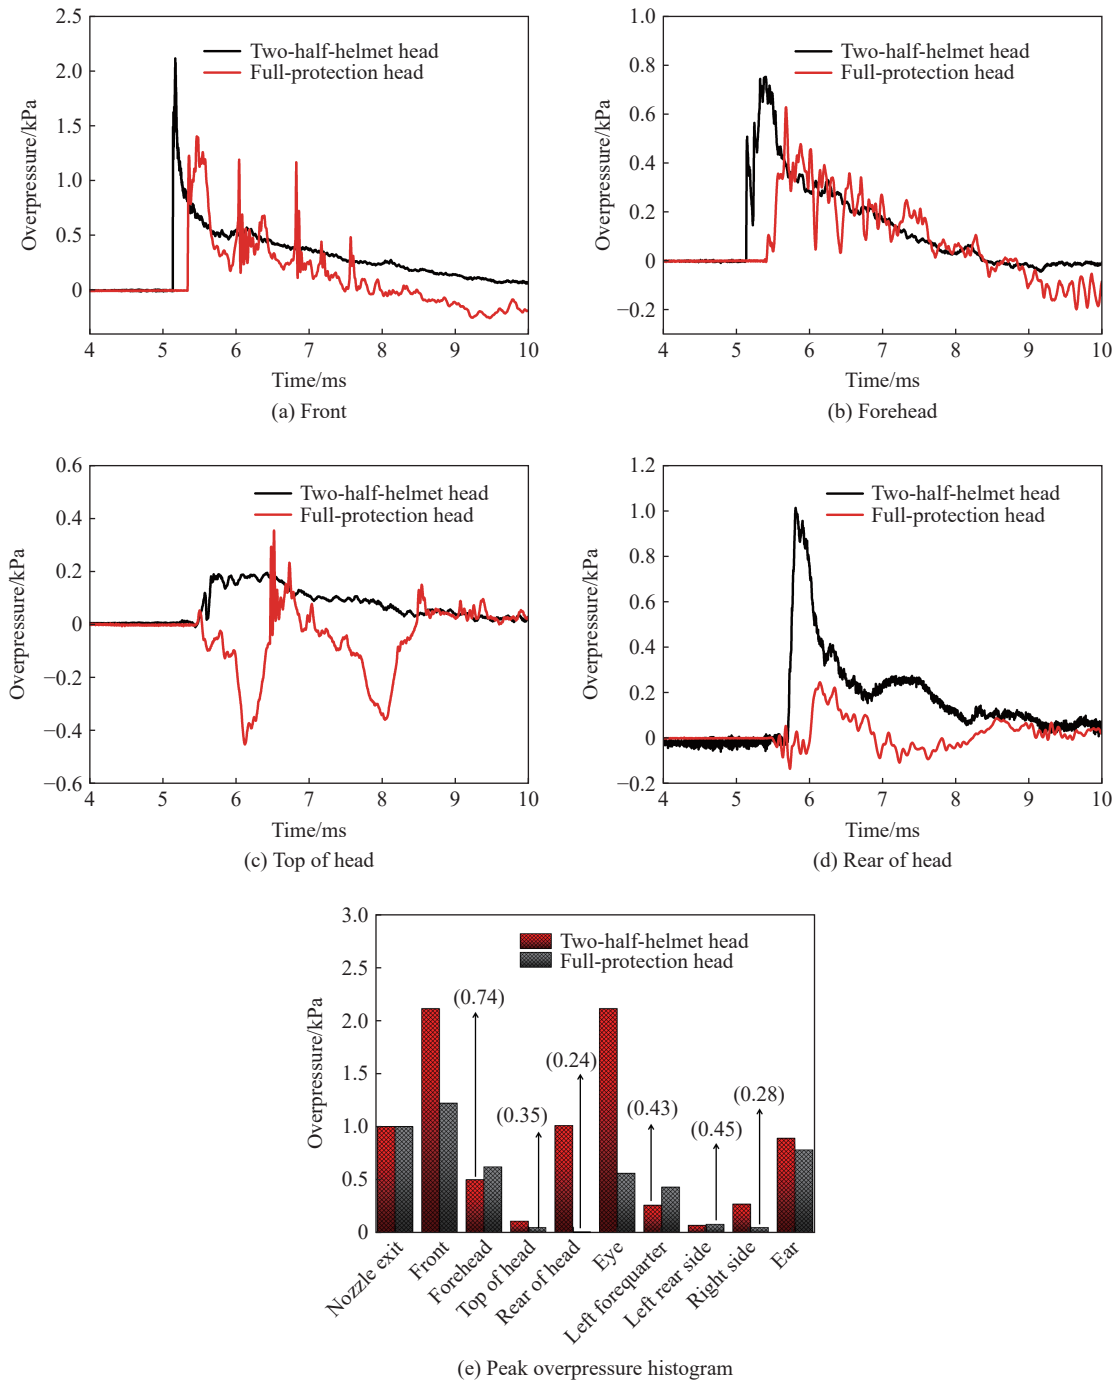 2.5
2.0
1.5
1.0
0.5
0
Overpressure/kPa
Two-half-helmet head
Full-protection head
4 5 6 7 8 9 10
Time/ms
(a) Front
1.0
0.8
0.6
0.4
0.2
0
−0.2
Overpressure/kPa
Two-half-helmet head
Full-protection head
4 5 6 7 8 9 10
Time/ms
(b) Forehead
0.6
0.4
0.2
0
−0.2
−0.4
−0.6
Overpressure/kPa
Two-half-helmet head
Full-protection head
4 5 6 7 8 9 10
Time/ms
(c) Top of head
1.2
1.0
0.8
0.6
0.4
0.2
0
−0.2
Overpressure/kPa
Two-half-helmet head
Full-protection head
4 5 6 7 8 9 10
Time/ms
(d) Rear of head
3.0
2.5
2.0
1.5
1.0
0.5
0
Overpressure/kPa
Two-half-helmet head
Full-protection head
(0.74)
(0.35)
(0.24)
(0.43)
(0.45)
(0.28)
Nozzle exit
Front
Forehead
Top of head
Rear of head
Eye
Left forequarter
Left rear side
Right side
Ear
(e) Peak overpressure histogram